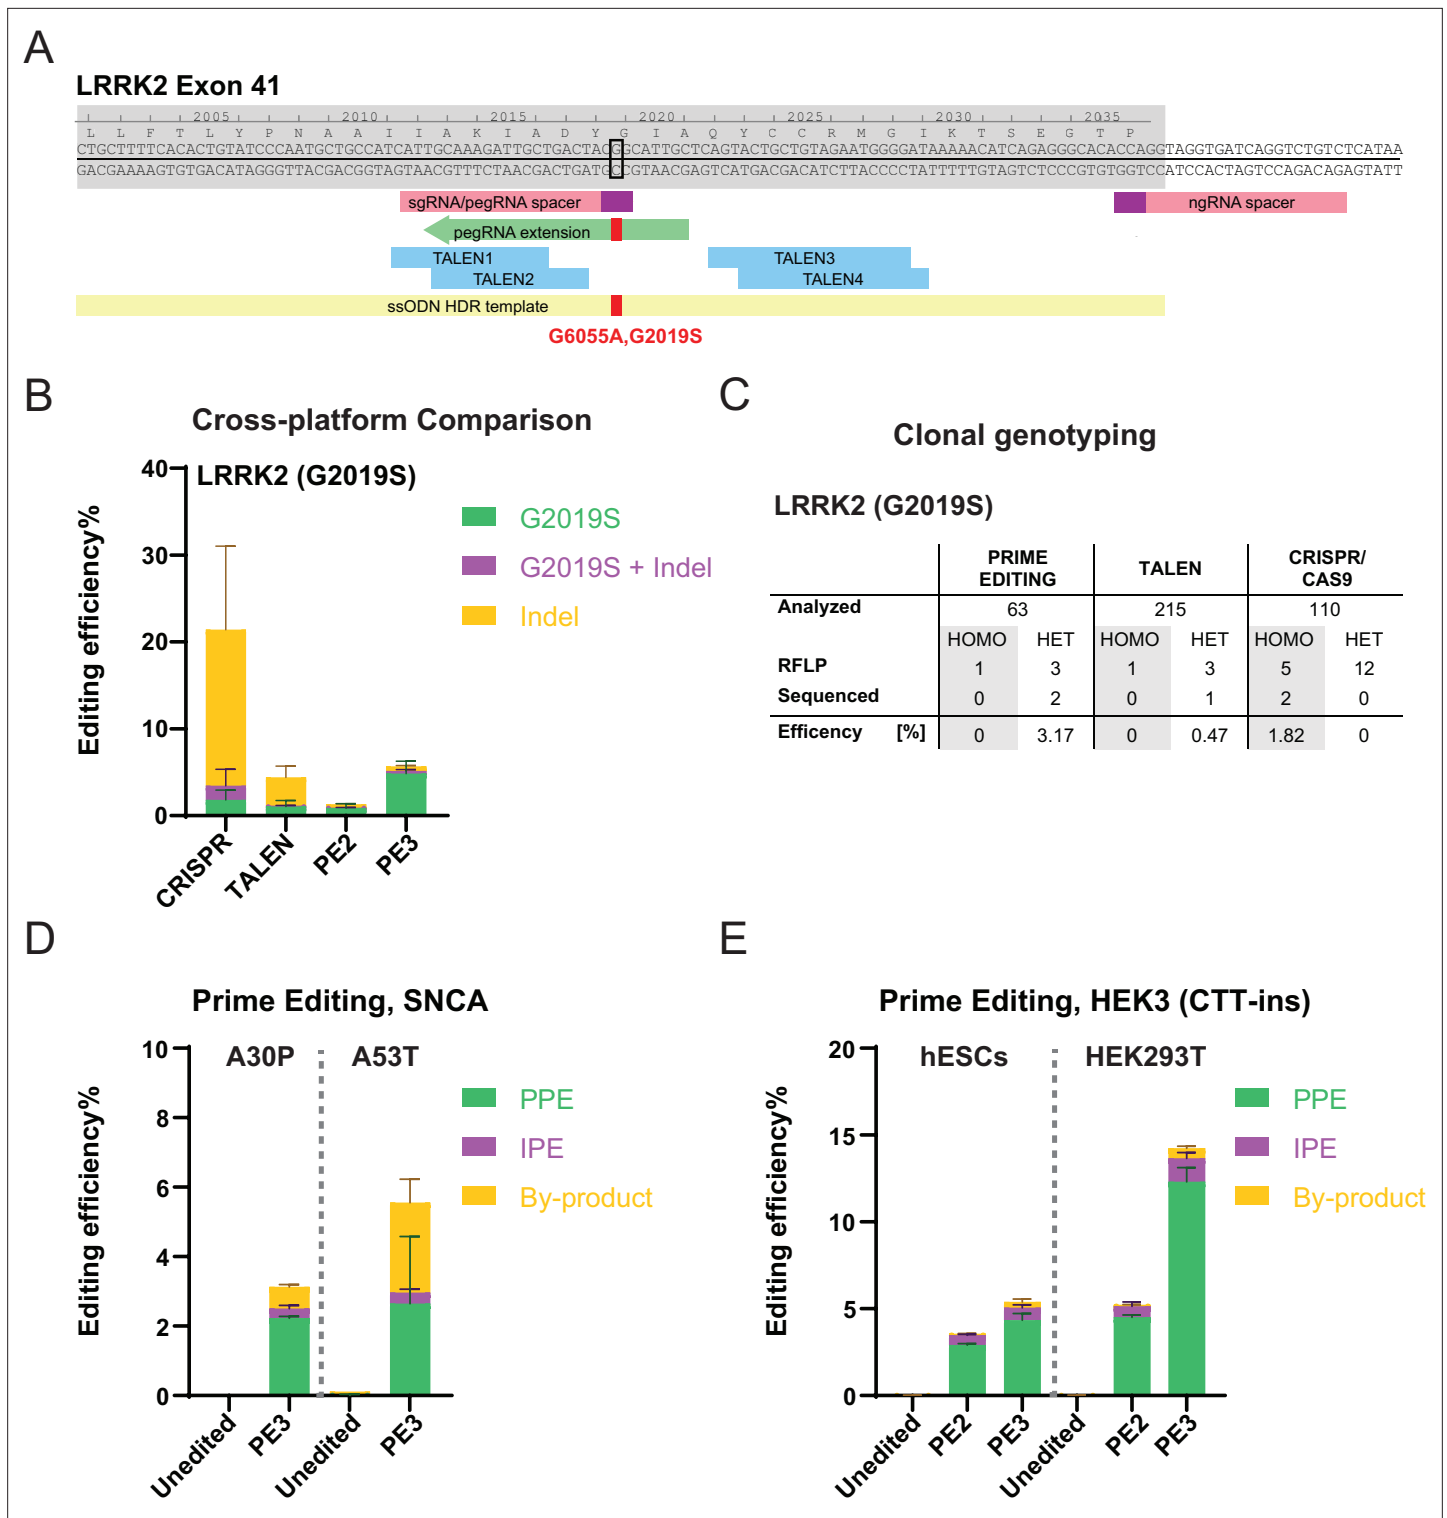 A
LRRK2 Exon 41
2005 2010 2015 2020 2025 2030 2035
L L F T L Y P N A A I I A K I A D Y G I A Q Y C C R M G I K T S E G T P
CTGCTTTTCACACTGTATCCCAATGCTGCCATCATTGCAAAGATTGCTGACTACGGCATTGCTCAGTACTGCTGTAGAATGGGGATAAAAACATCAGAGGGCACACCAGGTAGGTGATCAGGTCTGTCTCATAA
GACGAAAAGTGTGACATAGGGTTACGACGGTAGTAACGTTTCTAACGACTGATGCCGTAACGAGTCATGACGACATCTTACCCCTATTTTTGTAGTCTCCCGTGTGGTCCATCCACTAGTCCAGACAGAGTATT
sgRNA/pegRNA spacer ngRNA spacer
pegRNA extension
TALEN1 TALEN3
TALEN2 TALEN4
ssODN HDR template
G6055A,G2019S
B
Cross-platform Comparison
LRRK2 (G2019S)
Editing efficiency%
40
30
20
10
0
CRISPR TALEN PE2 PE3
G2019S
G2019S + Indel
Indel
C
Clonal genotyping
LRRK2 (G2019S)
PRIME EDITING TALEN CRISPR/ CAS9
Analyzed 63 215 110
HOMO HET HOMO HET HOMO HET
RFLP 1 3 1 3 5 12
Sequenced 0 2 0 1 2 0
Efficency [%] 0 3.17 0 0.47 1.82 0
D
Prime Editing, SNCA
A30P A53T
Editing efficiency%
10
8
6
4
2
0
Unedited PE3 Unedited PE3
PPE
IPE
By-product
E
Prime Editing, HEK3 (CTT-ins)
hESCs HEK293T
Editing efficiency%
20
15
10
5
0
Unedited PE2 PE3 Unedited PE2 PE3
PPE
IPE
By-product